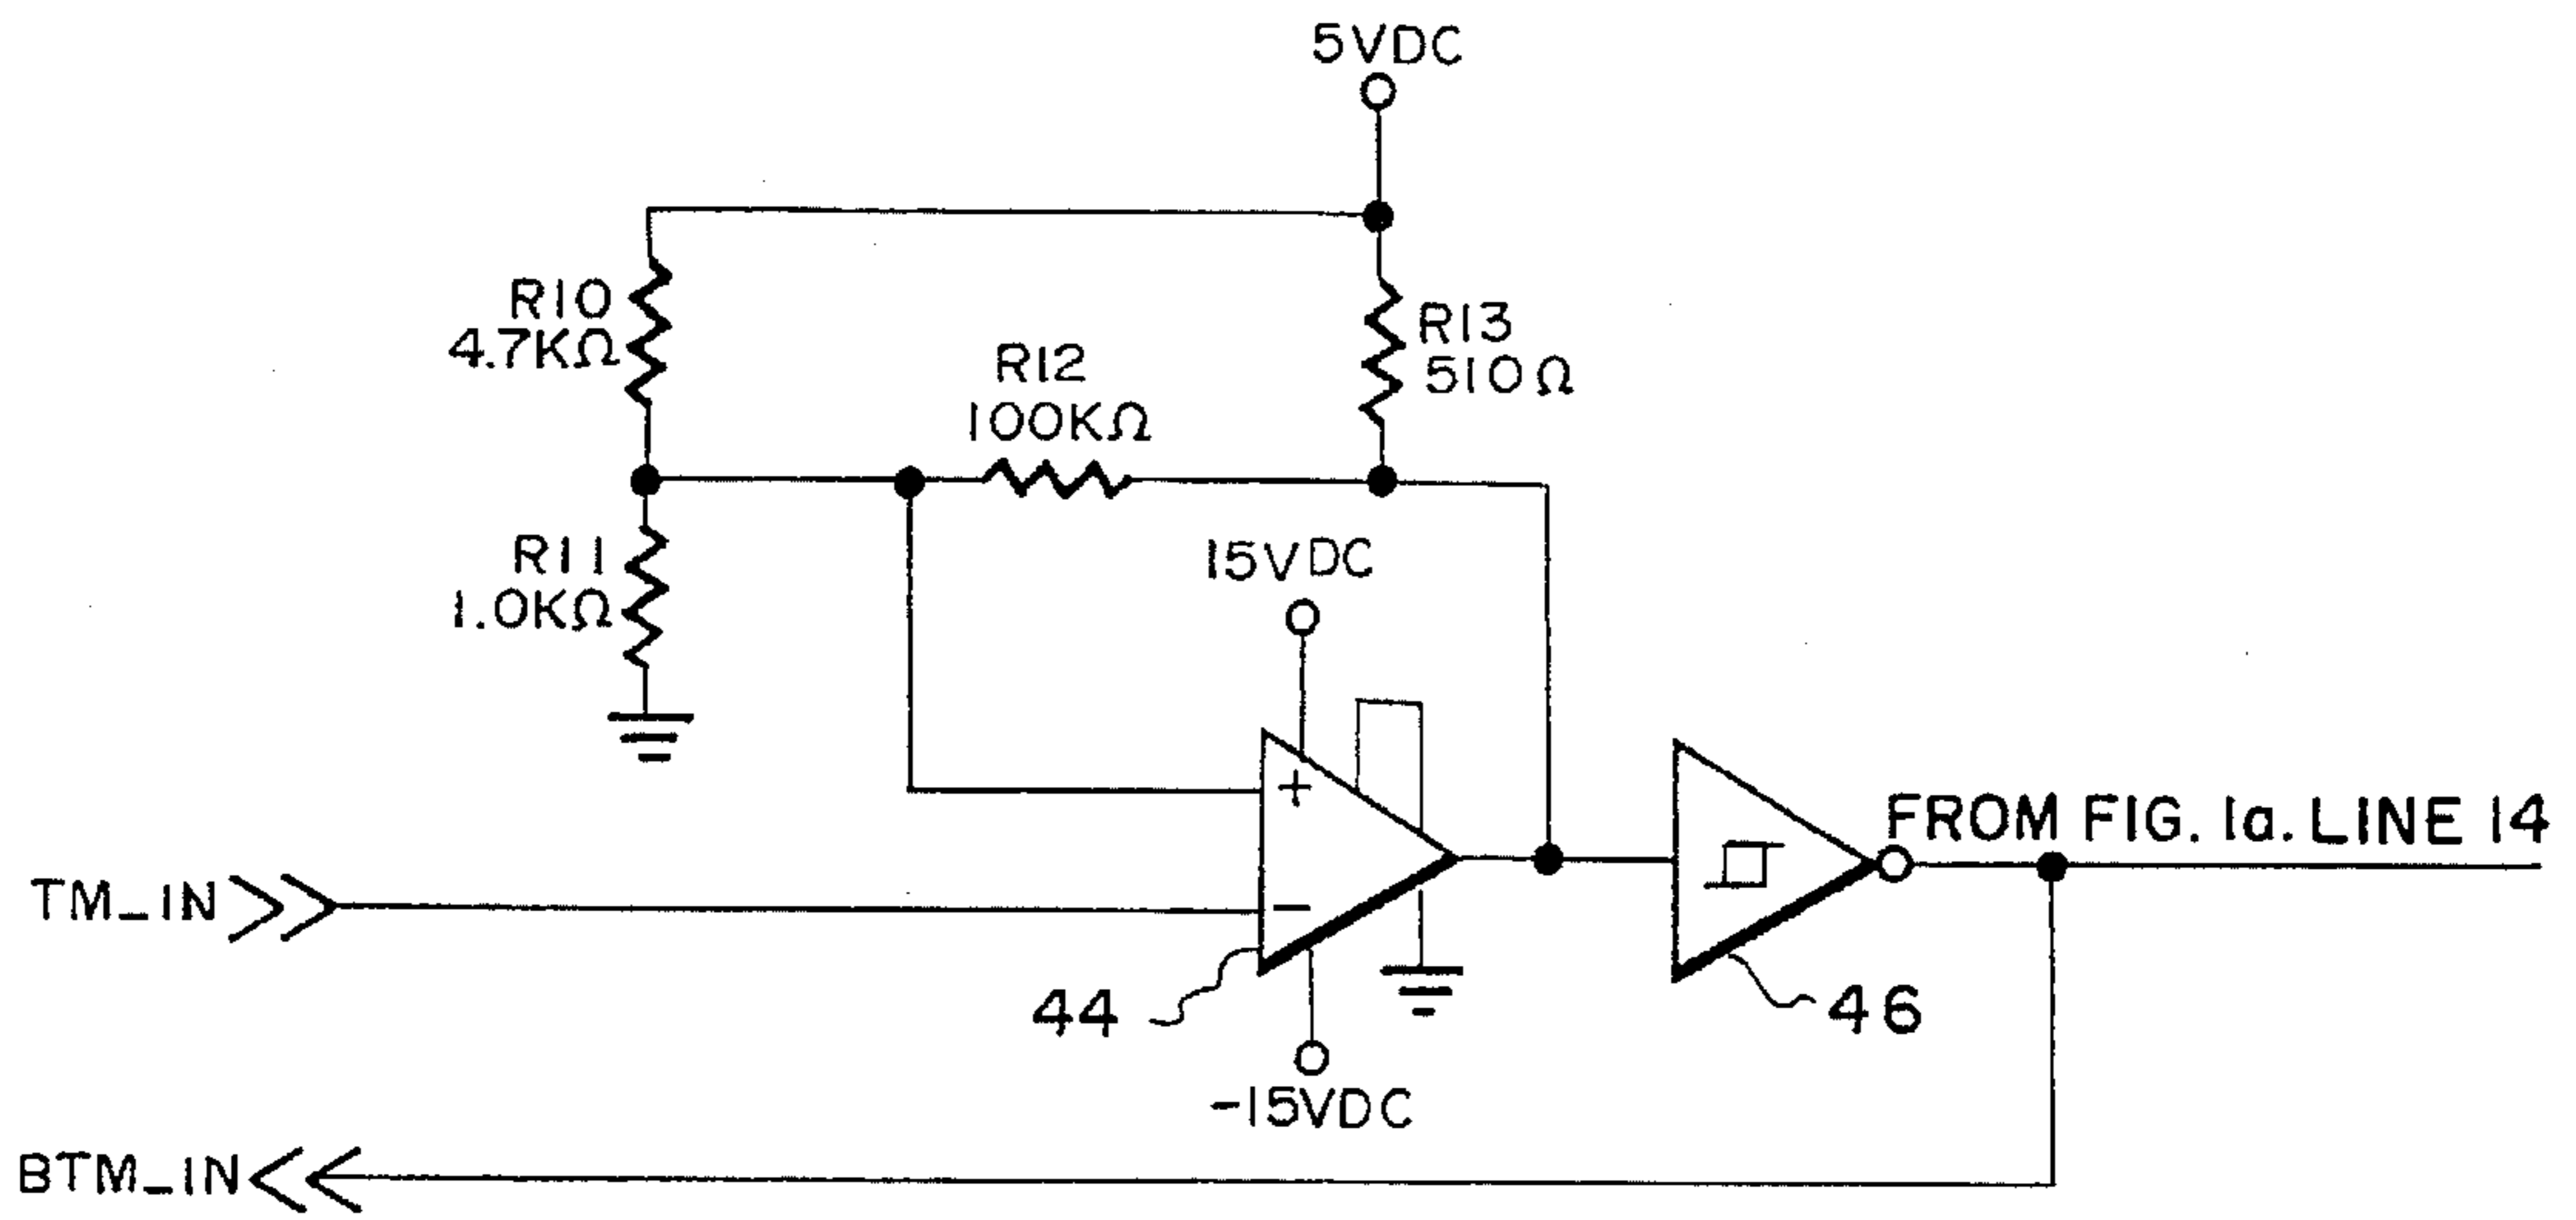 5VDC
R10
4.7KΩ
R13
510Ω
R12
100KΩ
R11
1.0KΩ
15VDC
+
FROM FIG. 1a. LINE 14
TM_IN
−
44
46
-15VDC
BTM_IN